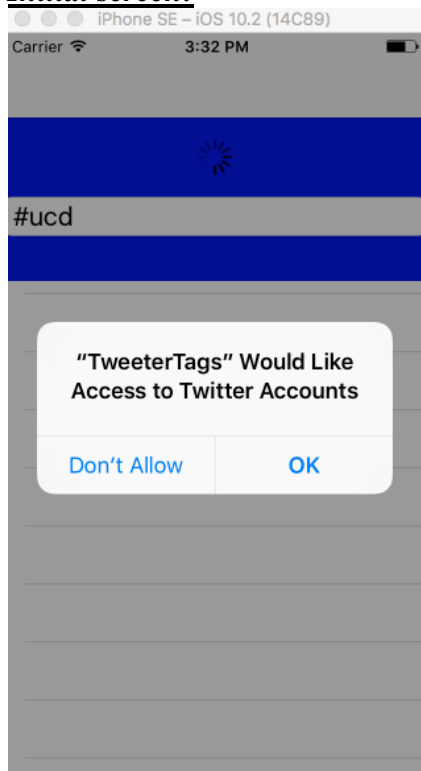 iPhone SE – iOS 10.2 (14C89)
Carrier 3:32 PM
#ucd
“TweeterTags” Would Like
Access to Twitter Accounts
Don’t Allow OK